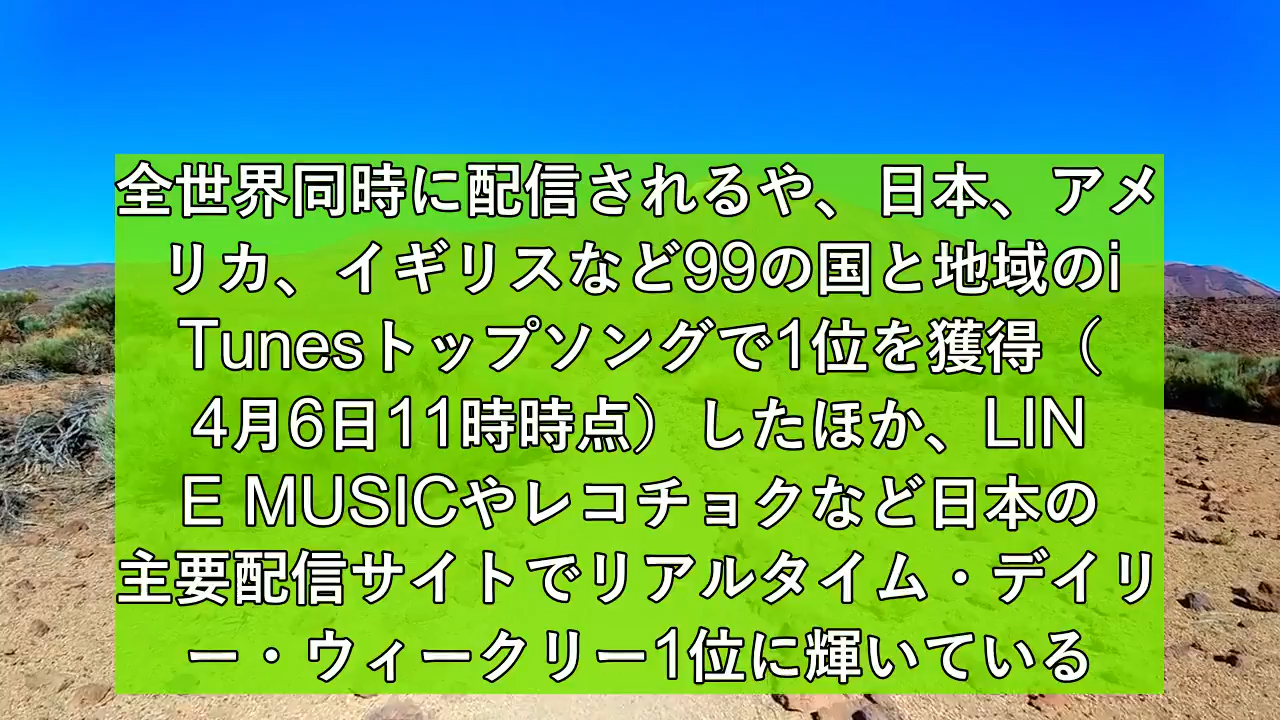 全世界同時に配信されるや、日本、アメ
リカ、イギリスなど99の国と地域のi
Tunesトップソングで1位を獲得（
4月6日11時時点）したほか、LIN
E MUSICやレコチョクなど日本の
主要配信サイトでリアルタイム・デイリ
ー・ウィークリー1位に輝いている